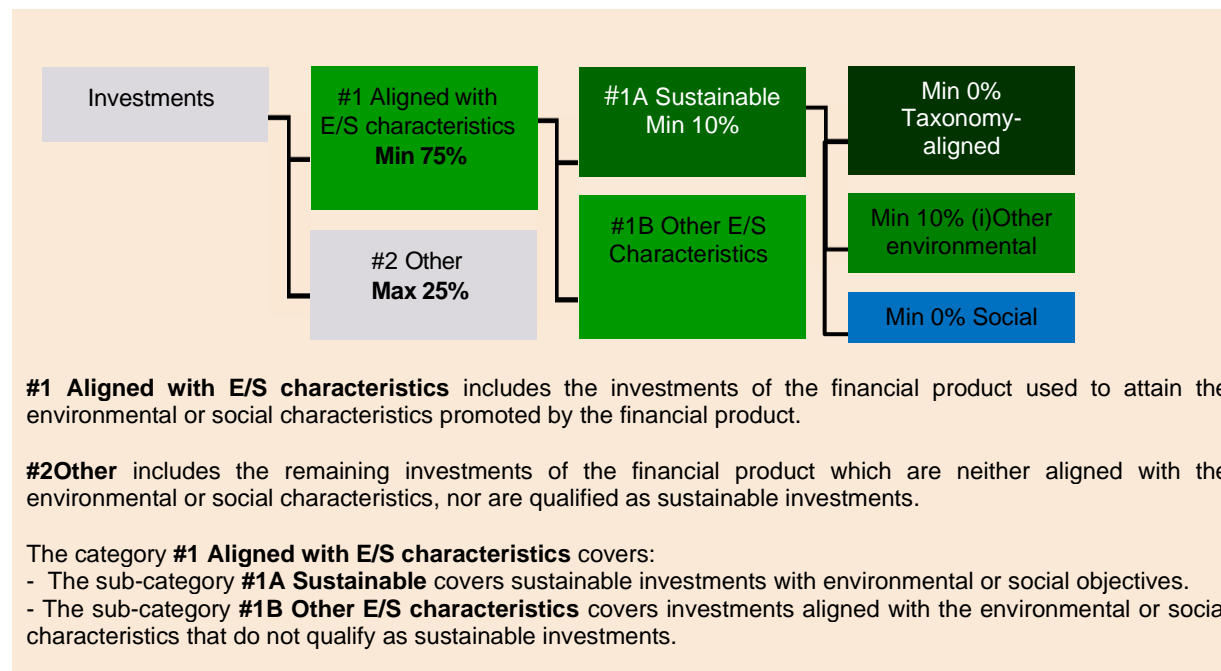 Investments
#1 Aligned with
E/S characteristics
Min 75%
#2 Other
Max 25%
#1A Sustainable
Min 10%
#1B Other E/S
Characteristics
Min 0%
Taxonomy-
aligned
Min 10% (i)Other
environmental
Min 0% Social
#1 Aligned with E/S characteristics includes the investments of the financial product used to attain the
environmental or social characteristics promoted by the financial product.
#2Other includes the remaining investments of the financial product which are neither aligned with the
environmental or social characteristics, nor are qualified as sustainable investments.
The category #1 Aligned with E/S characteristics covers:
- The sub-category #1A Sustainable covers sustainable investments with environmental or social objectives.
- The sub-category #1B Other E/S characteristics covers investments aligned with the environmental or social
characteristics that do not qualify as sustainable investments.